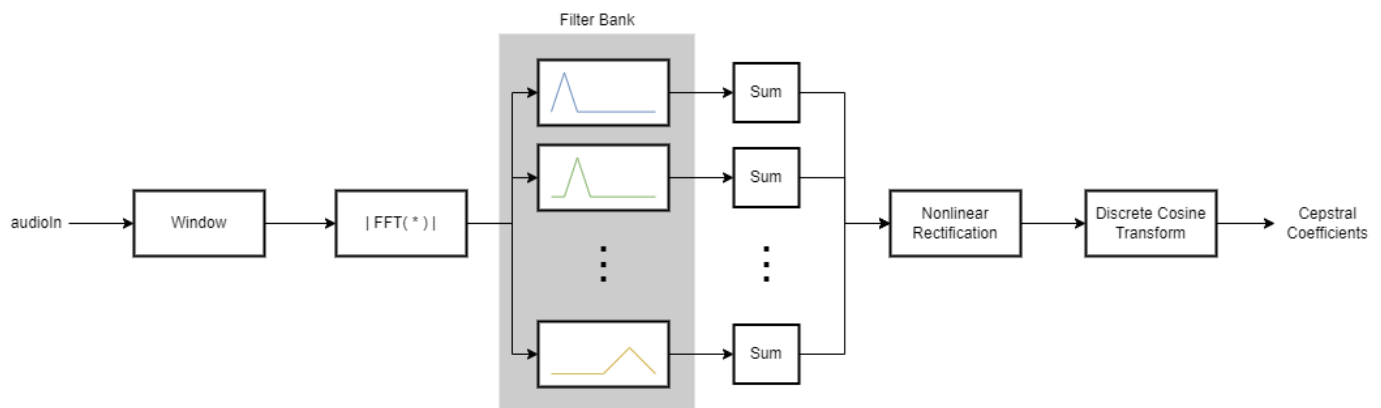 Filter Bank
Sum
Sum
audioIn
Window
| FFT( * ) |
Nonlinear
Rectification
Discrete Cosine
Transform
Cepstral
Coefficients
Sum